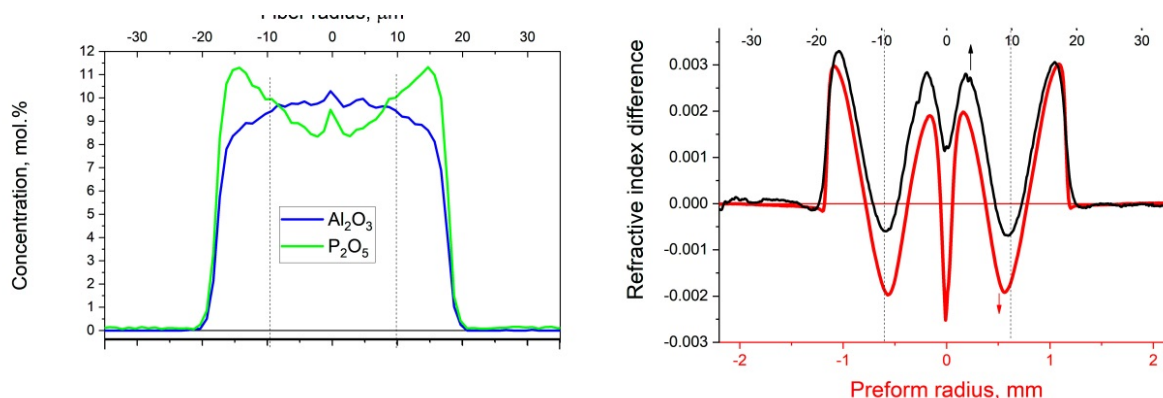 Fiber radius, µm
-30 -20 -10 0 10 20 30
12
11
10
9
8
7
6
5
4
3
2
1
0
Concentration, mol.%
Al₂O₃
P₂O₅
-30 -20 -10 0 10 20 30
0.003
0.002
0.001
0.000
-0.001
-0.002
-0.003
Refractive index difference
-2 -1 0 1 2
Preform radius, mm